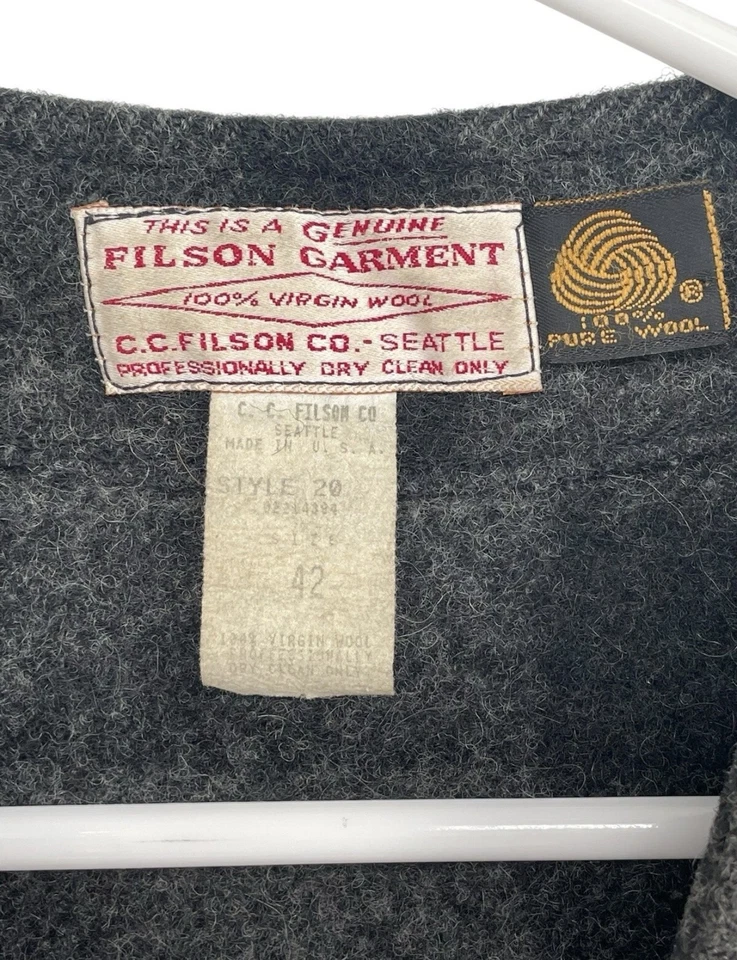 THIS IS A GENUINE
FILSON GARMENT
100% VIRGIN WOOL
C.C.FILSON CO.-SEATTLE
PROFESSIONALLY DRY CLEAN ONLY
100%
PURE WOOL
®
C. C. FILSON CO
SEATTLE
MADE IN U. S. A.
STYLE 20
SIZE
42
100% VIRGIN WOOL
PROFESSIONALLY
DRY CLEAN ONLY